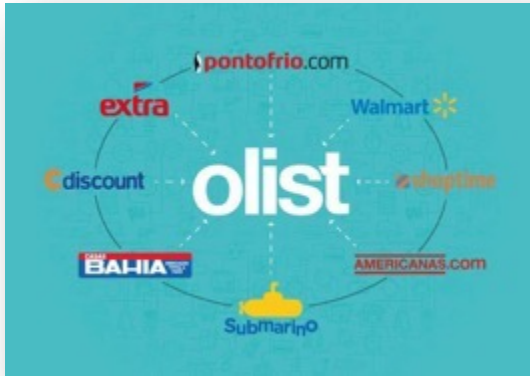 pontofrio.com
extra
Walmart
Cdiscount
olist
shoptime
CASAS
BAHIA
AMERICANAS.com
Submarino